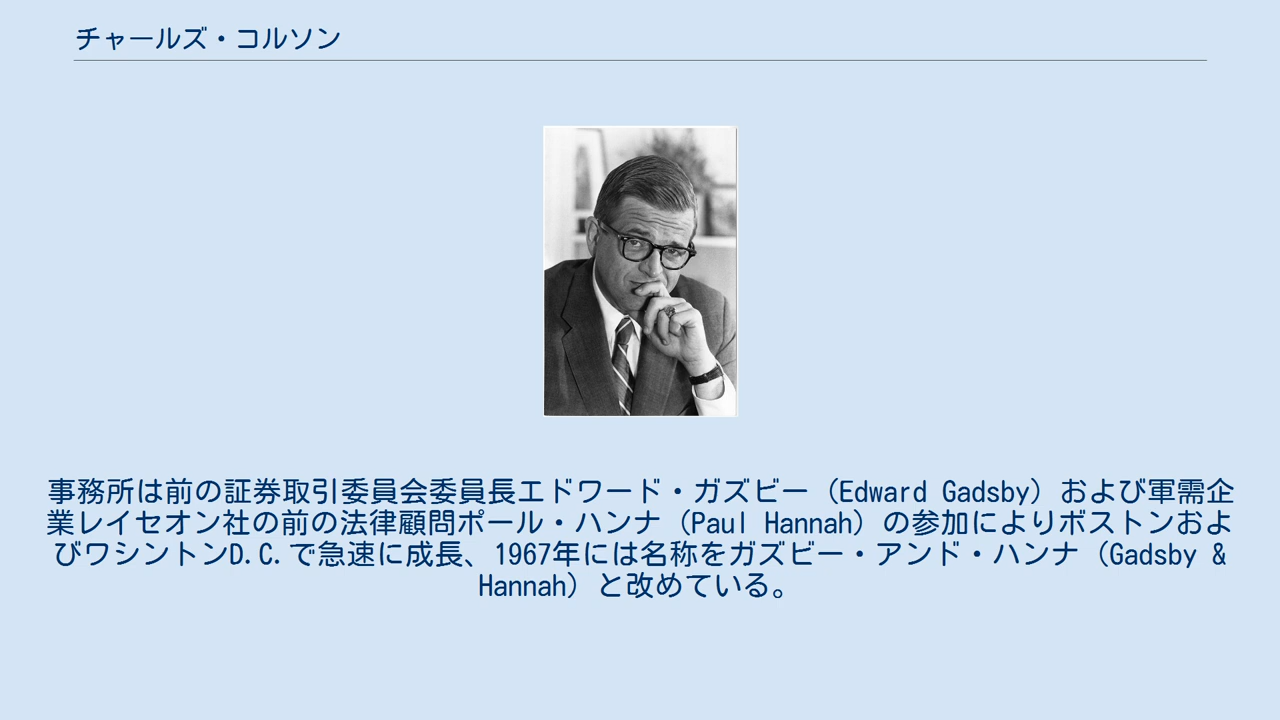 チャールズ・コルソン
事務所は前の証券取引委員会委員長エドワード・ガズビー（Edward Gadsby）および軍需企
業レイセオン社の前の法律顧問ポール・ハンナ（Paul Hannah）の参加によりボストンおよ
びワシントンD.C.で急速に成長、1967年には名称をガズビー・アンド・ハンナ（Gadsby &
Hannah）と改めている。